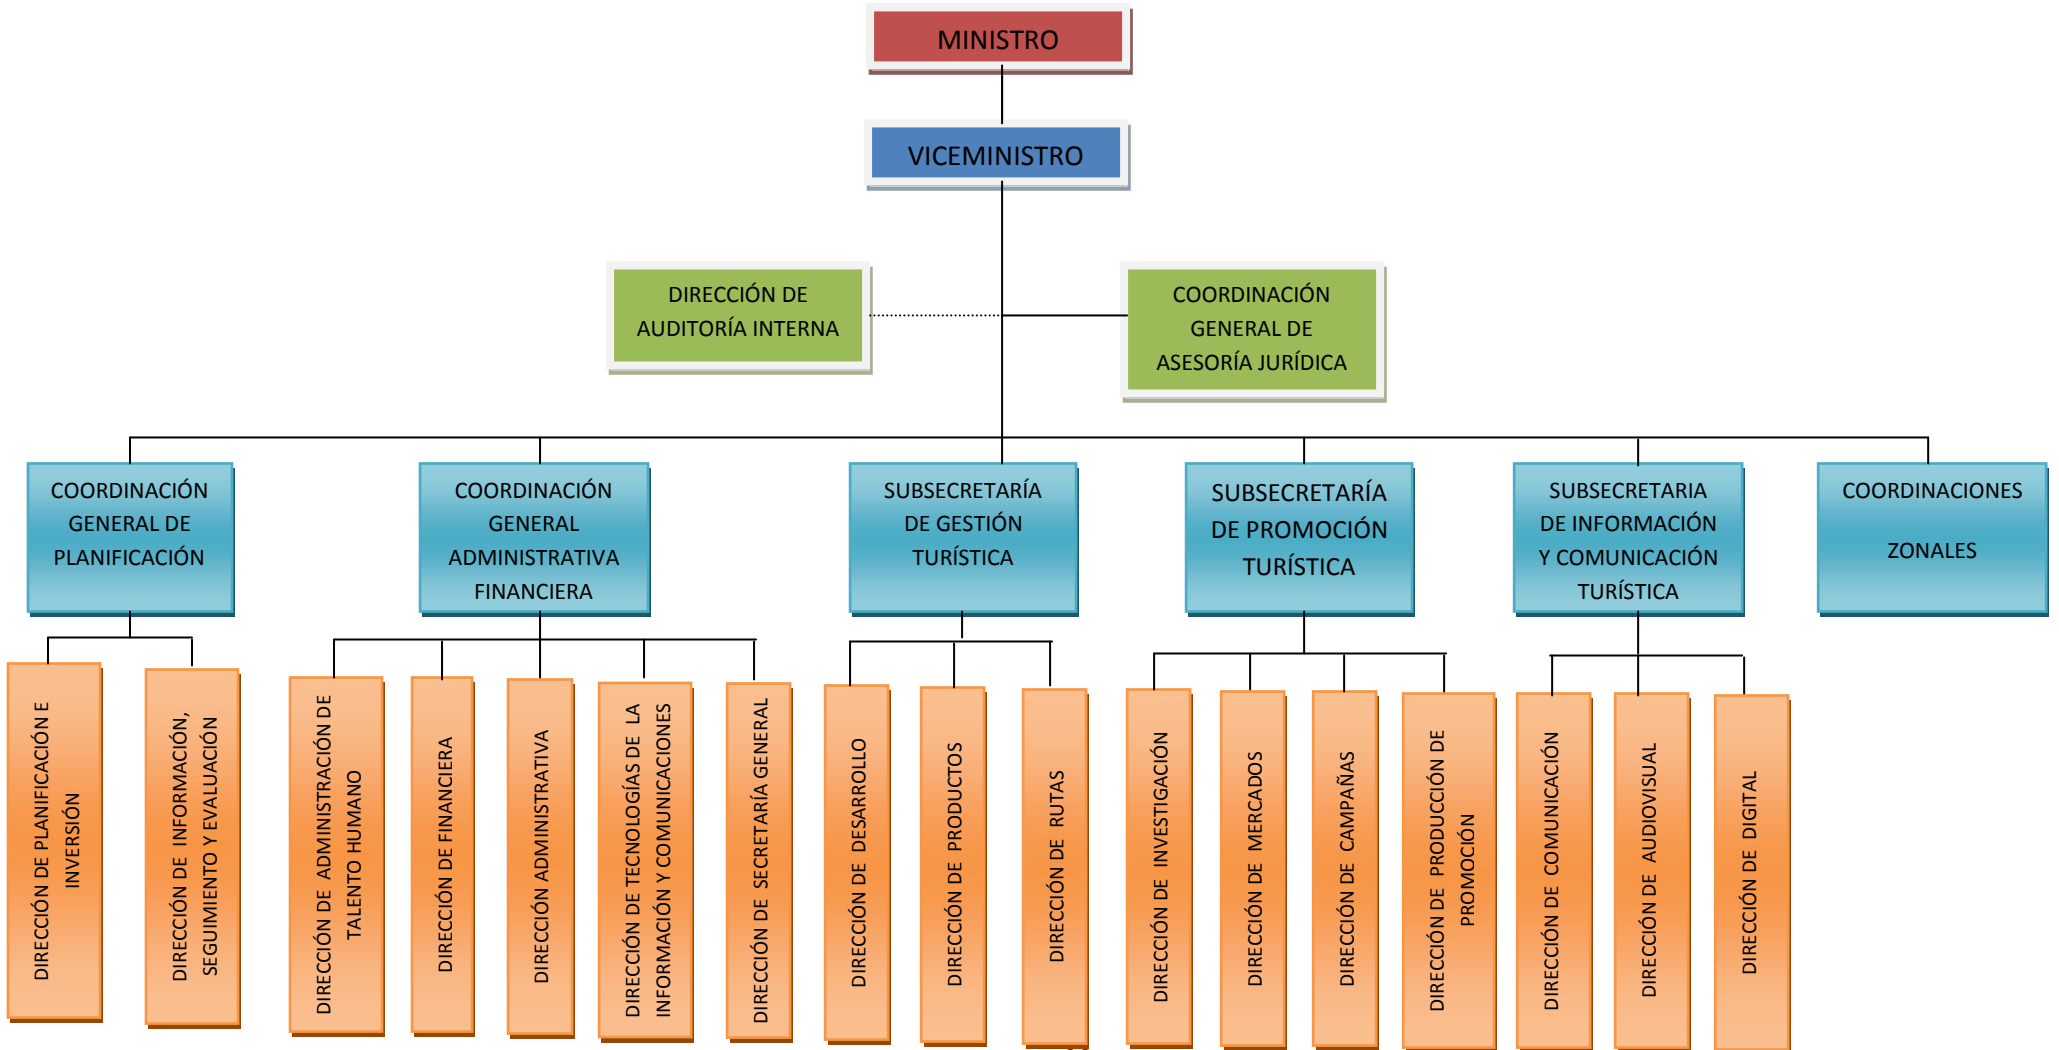 MINISTRO
VICEMINISTRO
DIRECCIÓN DE
AUDITORÍA INTERNA
COORDINACIÓN
GENERAL DE
ASESORÍA JURÍDICA
COORDINACIÓN
GENERAL DE
PLANIFICACIÓN
COORDINACIÓN
GENERAL
ADMINISTRATIVA
FINANCIERA
SUBSECRETARÍA
DE GESTIÓN
TURÍSTICA
SUBSECRETARÍA
DE PROMOCIÓN
TURÍSTICA
SUBSECRETARIA
DE INFORMACIÓN
Y COMUNICACIÓN
TURÍSTICA
COORDINACIONES
ZONALES
DIRECCIÓN DE PLANIFICACIÓN E
INVERSIÓN
DIRECCIÓN DE INFORMACIÓN,
SEGUIMIENTO Y EVALUACIÓN
DIRECCIÓN DE ADMINISTRACIÓN DE
TALENTO HUMANO
DIRECCIÓN DE FINANCIERA
DIRECCIÓN ADMINISTRATIVA
DIRECCIÓN DE TECNOLOGÍAS DE LA
INFORMACIÓN Y COMUNICACIONES
DIRECCIÓN DE SECRETARÍA GENERAL
DIRECCIÓN DE DESARROLLO
DIRECCIÓN DE PRODUCTOS
DIRECCIÓN DE RUTAS
DIRECCIÓN DE INVESTIGACIÓN
DIRECCIÓN DE MERCADOS
DIRECCIÓN DE CAMPAÑAS
DIRECCIÓN DE PRODUCCIÓN DE
PROMOCIÓN
DIRECCIÓN DE COMUNICACIÓN
DIRECCIÓN DE AUDIOVISUAL
DIRECCIÓN DE DIGITAL